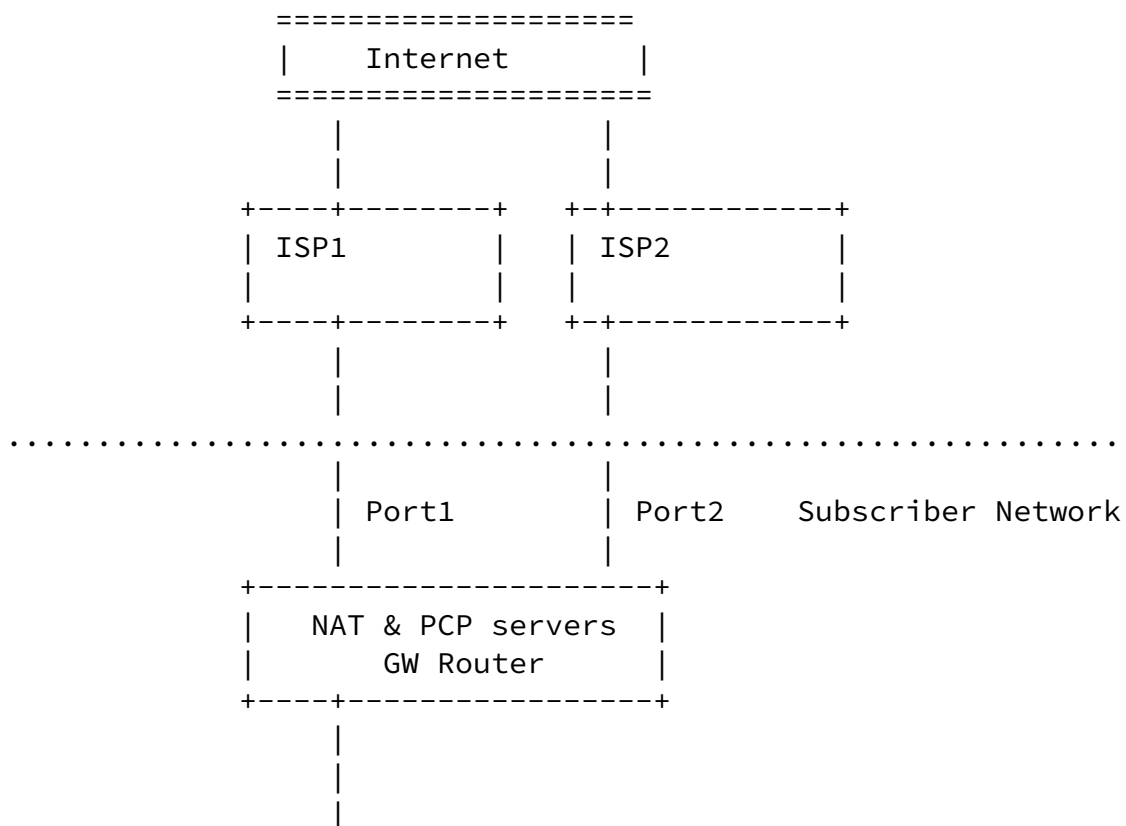 Internet
ISP1 ISP2
Port1 Port2 Subscriber Network
NAT & PCP servers
GW Router